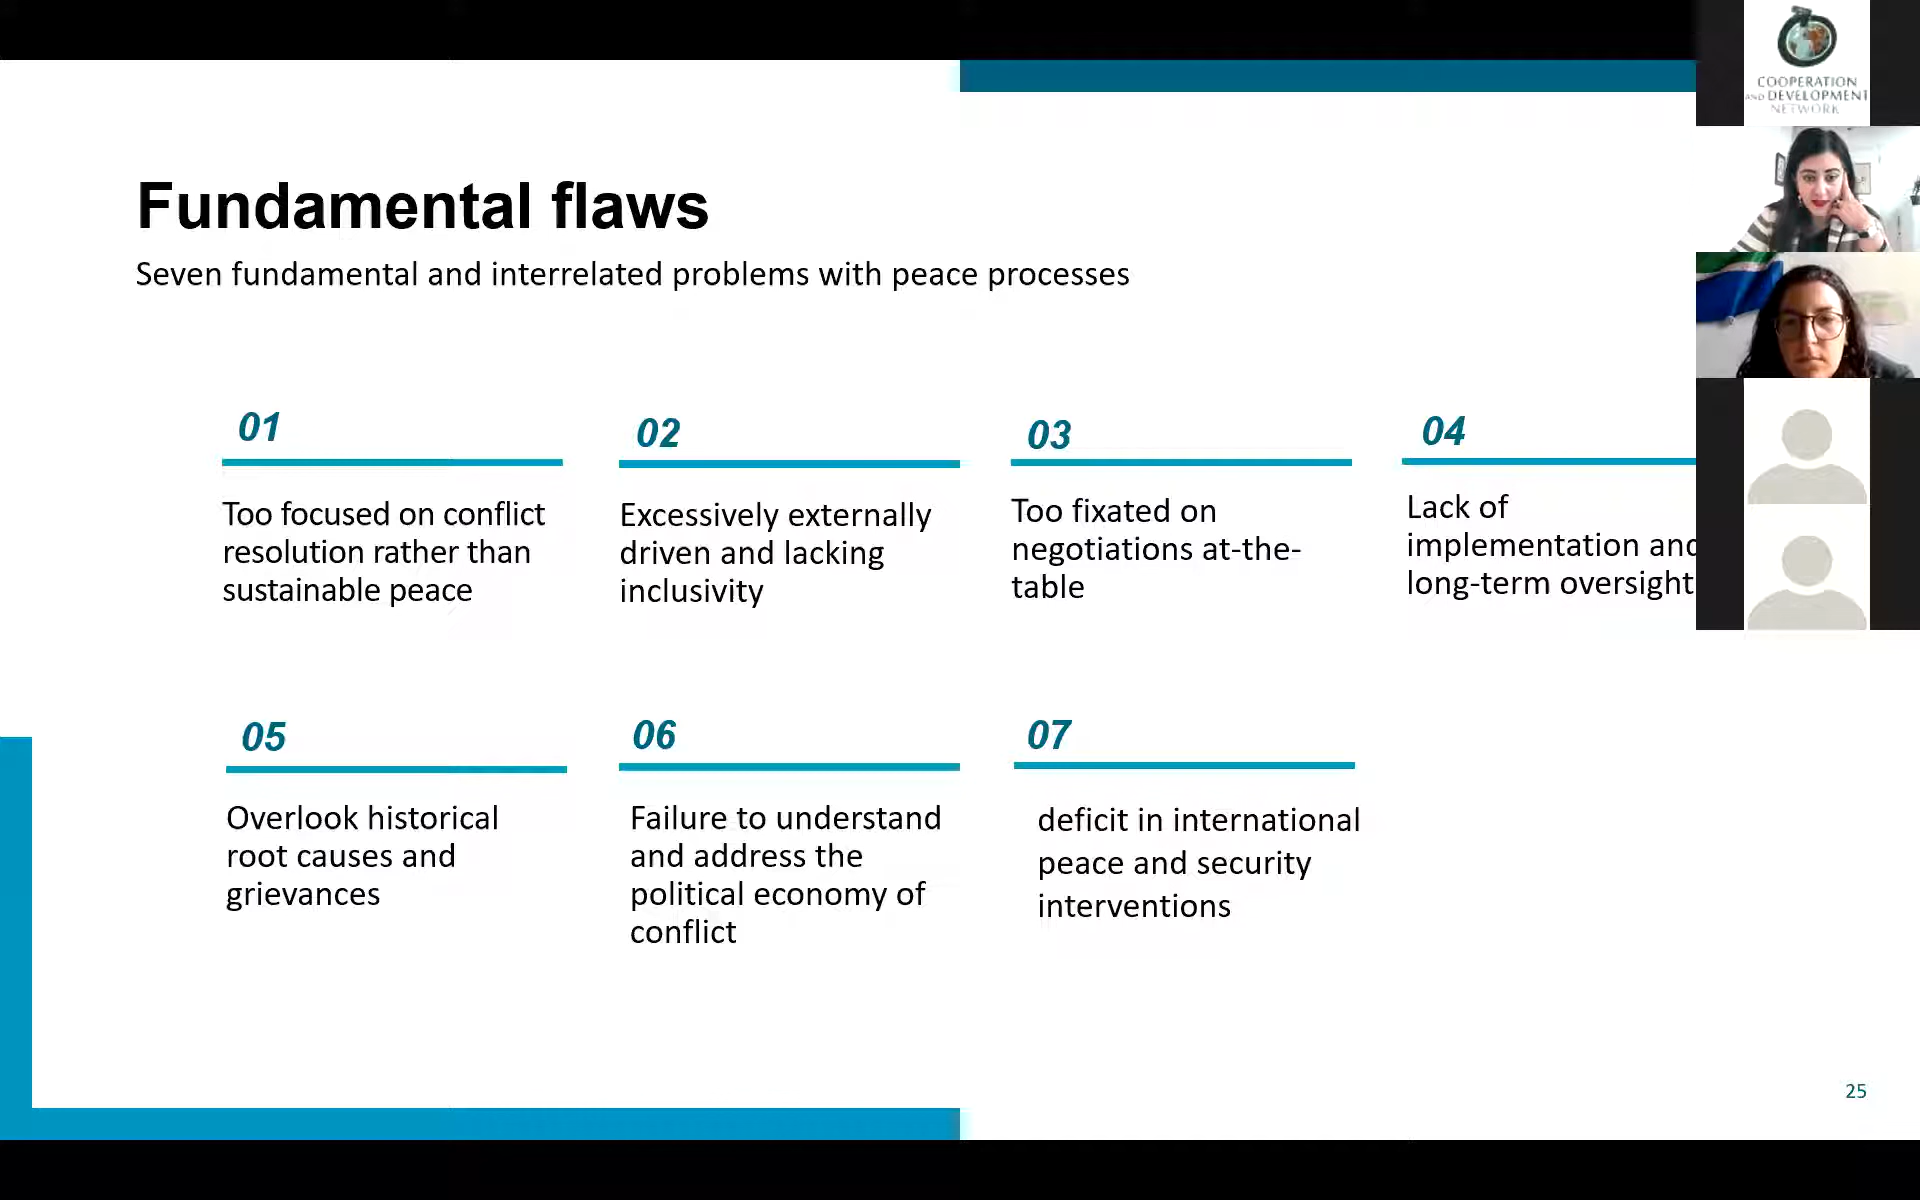 COOPERATION
AND DEVELOPMENT
NETWORK
Fundamental flaws
Seven fundamental and interrelated problems with peace processes
01
Too focused on conflict
resolution rather than
sustainable peace
02
Excessively externally
driven and lacking
inclusivity
03
Too fixated on
negotiations at-the-
table
04
Lack of
implementation and
long-term oversight
05
Overlook historical
root causes and
grievances
06
Failure to understand
and address the
political economy of
conflict
07
deficit in international
peace and security
interventions
25